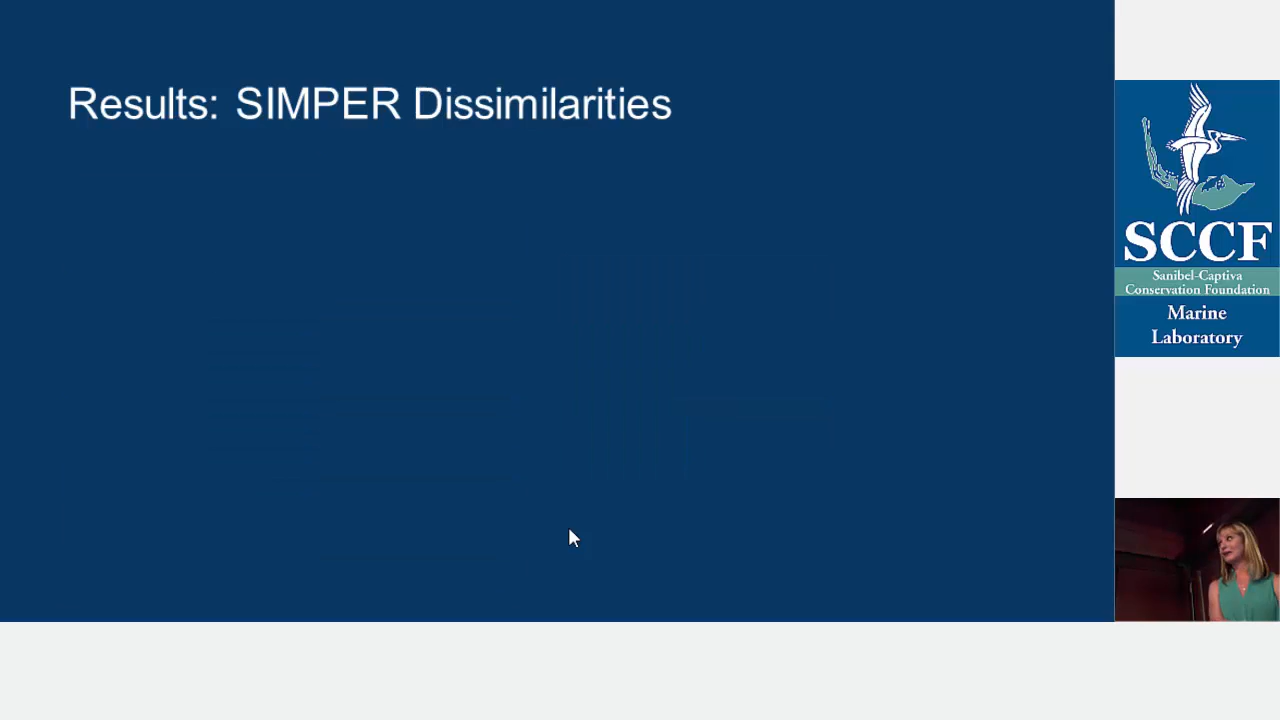 Results: SIMPER Dissimilarities
SCCF
Sanibel-Captiva
Conservation Foundation
Marine
Laboratory